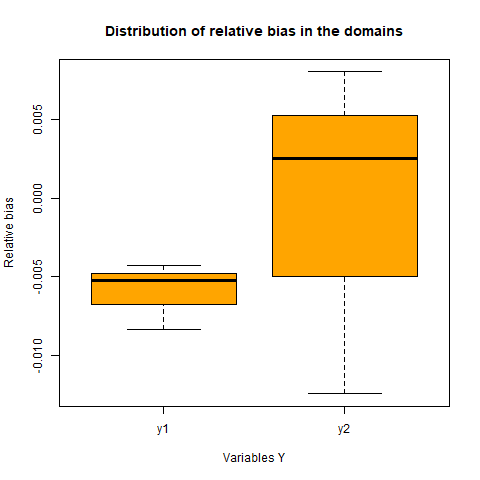 Distribution of relative bias in the domains
Relative bias
0.005
0.000
-0.005
-0.010
y1
y2
Variables Y